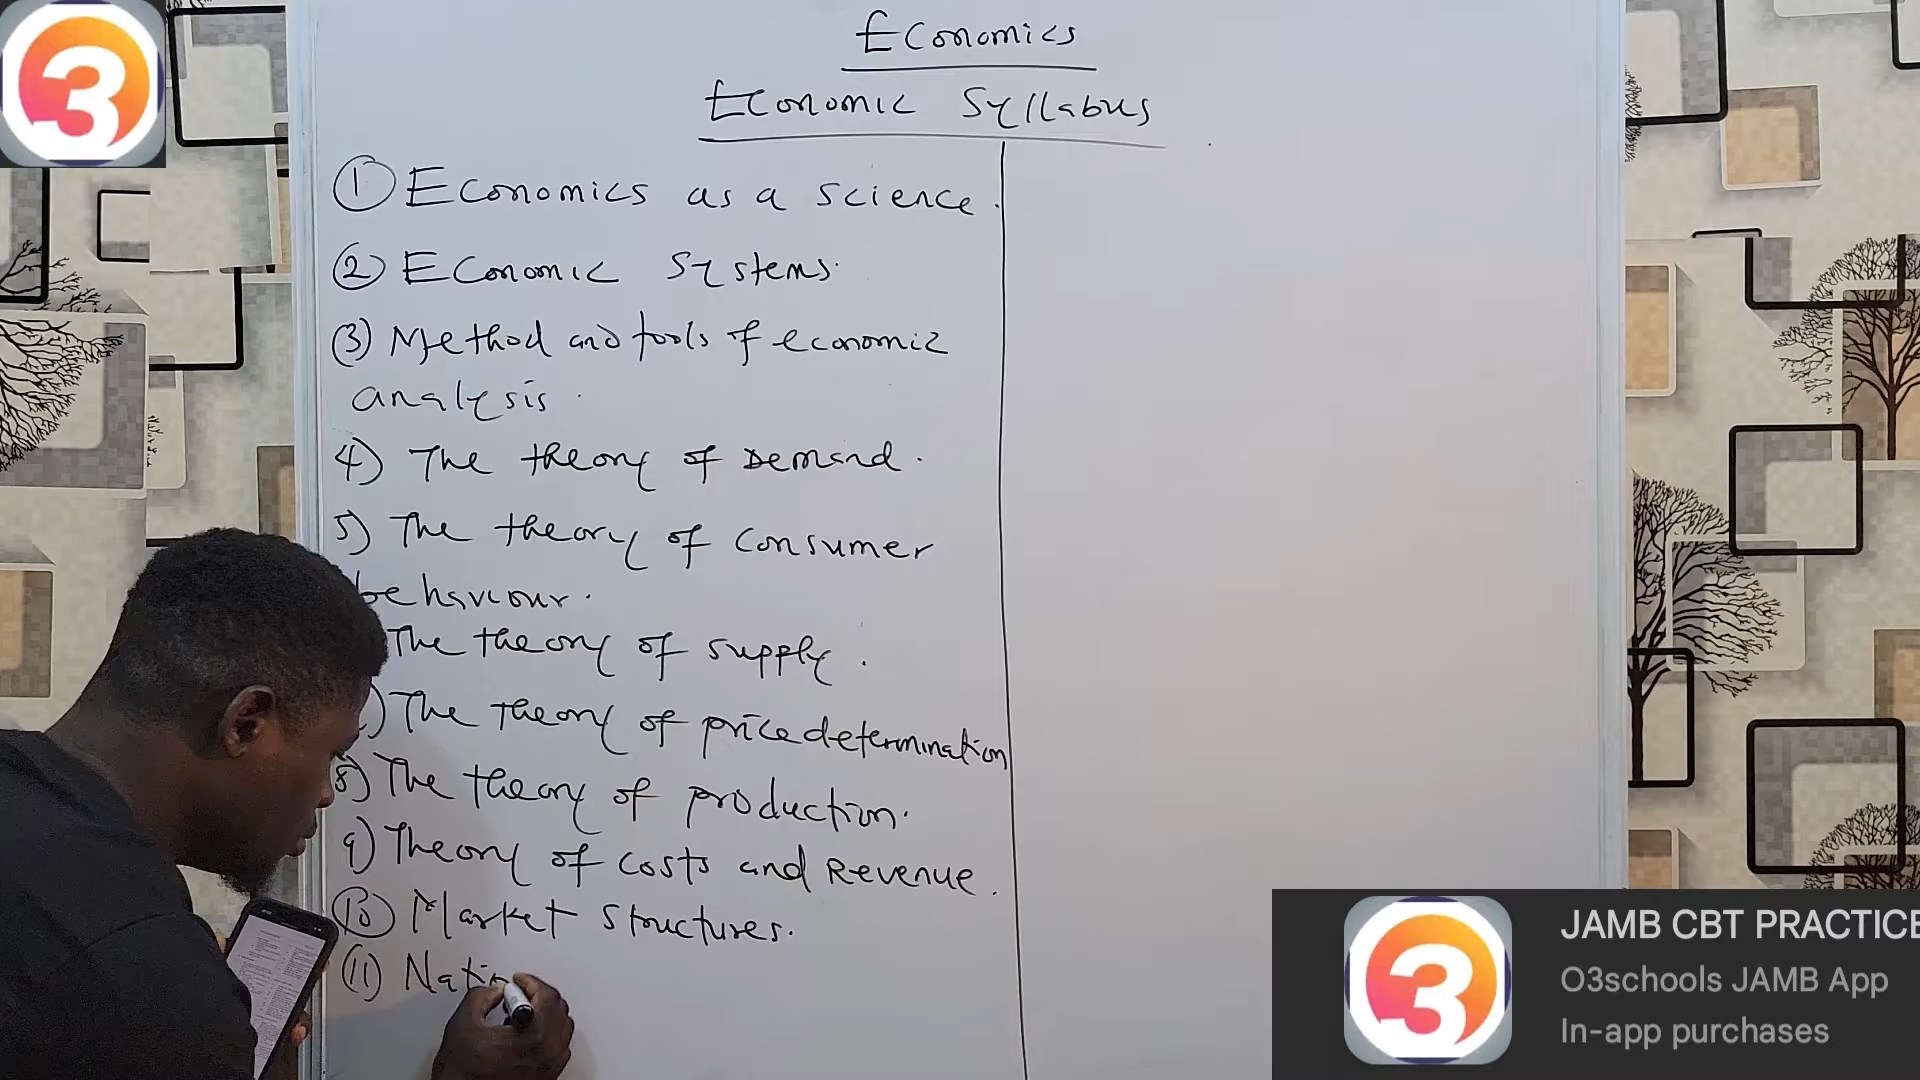 3
Economics
Economic Syllabus
1 Economics as a science.
2 Economic Systems.
(3) Method and tools of economic
analysis.
4) The theory of Demand.
5) The theory of consumer
behaviour.
The theory of supply.
) The theory of price determination
8) The theory of production.
9) Theory of costs and Revenue.
10 Market structures.
(11) Natio
3
JAMB CBT PRACTICE
O3schools JAMB App
In-app purchases